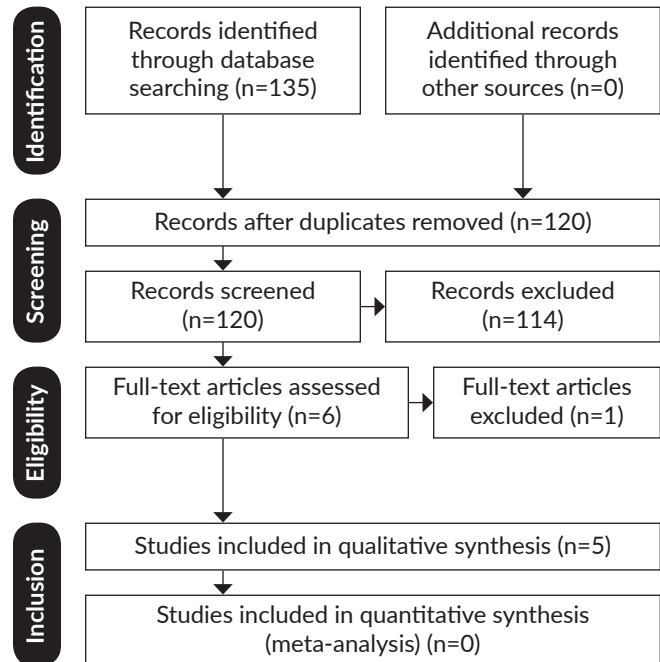 Identification
Records identified
through database
searching (n=135)
Additional records
identified through
other sources (n=0)
Screening
Records after duplicates removed (n=120)
Records screened
(n=120)
Records excluded
(n=114)
Eligibility
Full-text articles assessed
for eligibility (n=6)
Full-text articles
excluded (n=1)
Inclusion
Studies included in qualitative synthesis (n=5)
Studies included in quantitative synthesis
(meta-analysis) (n=0)